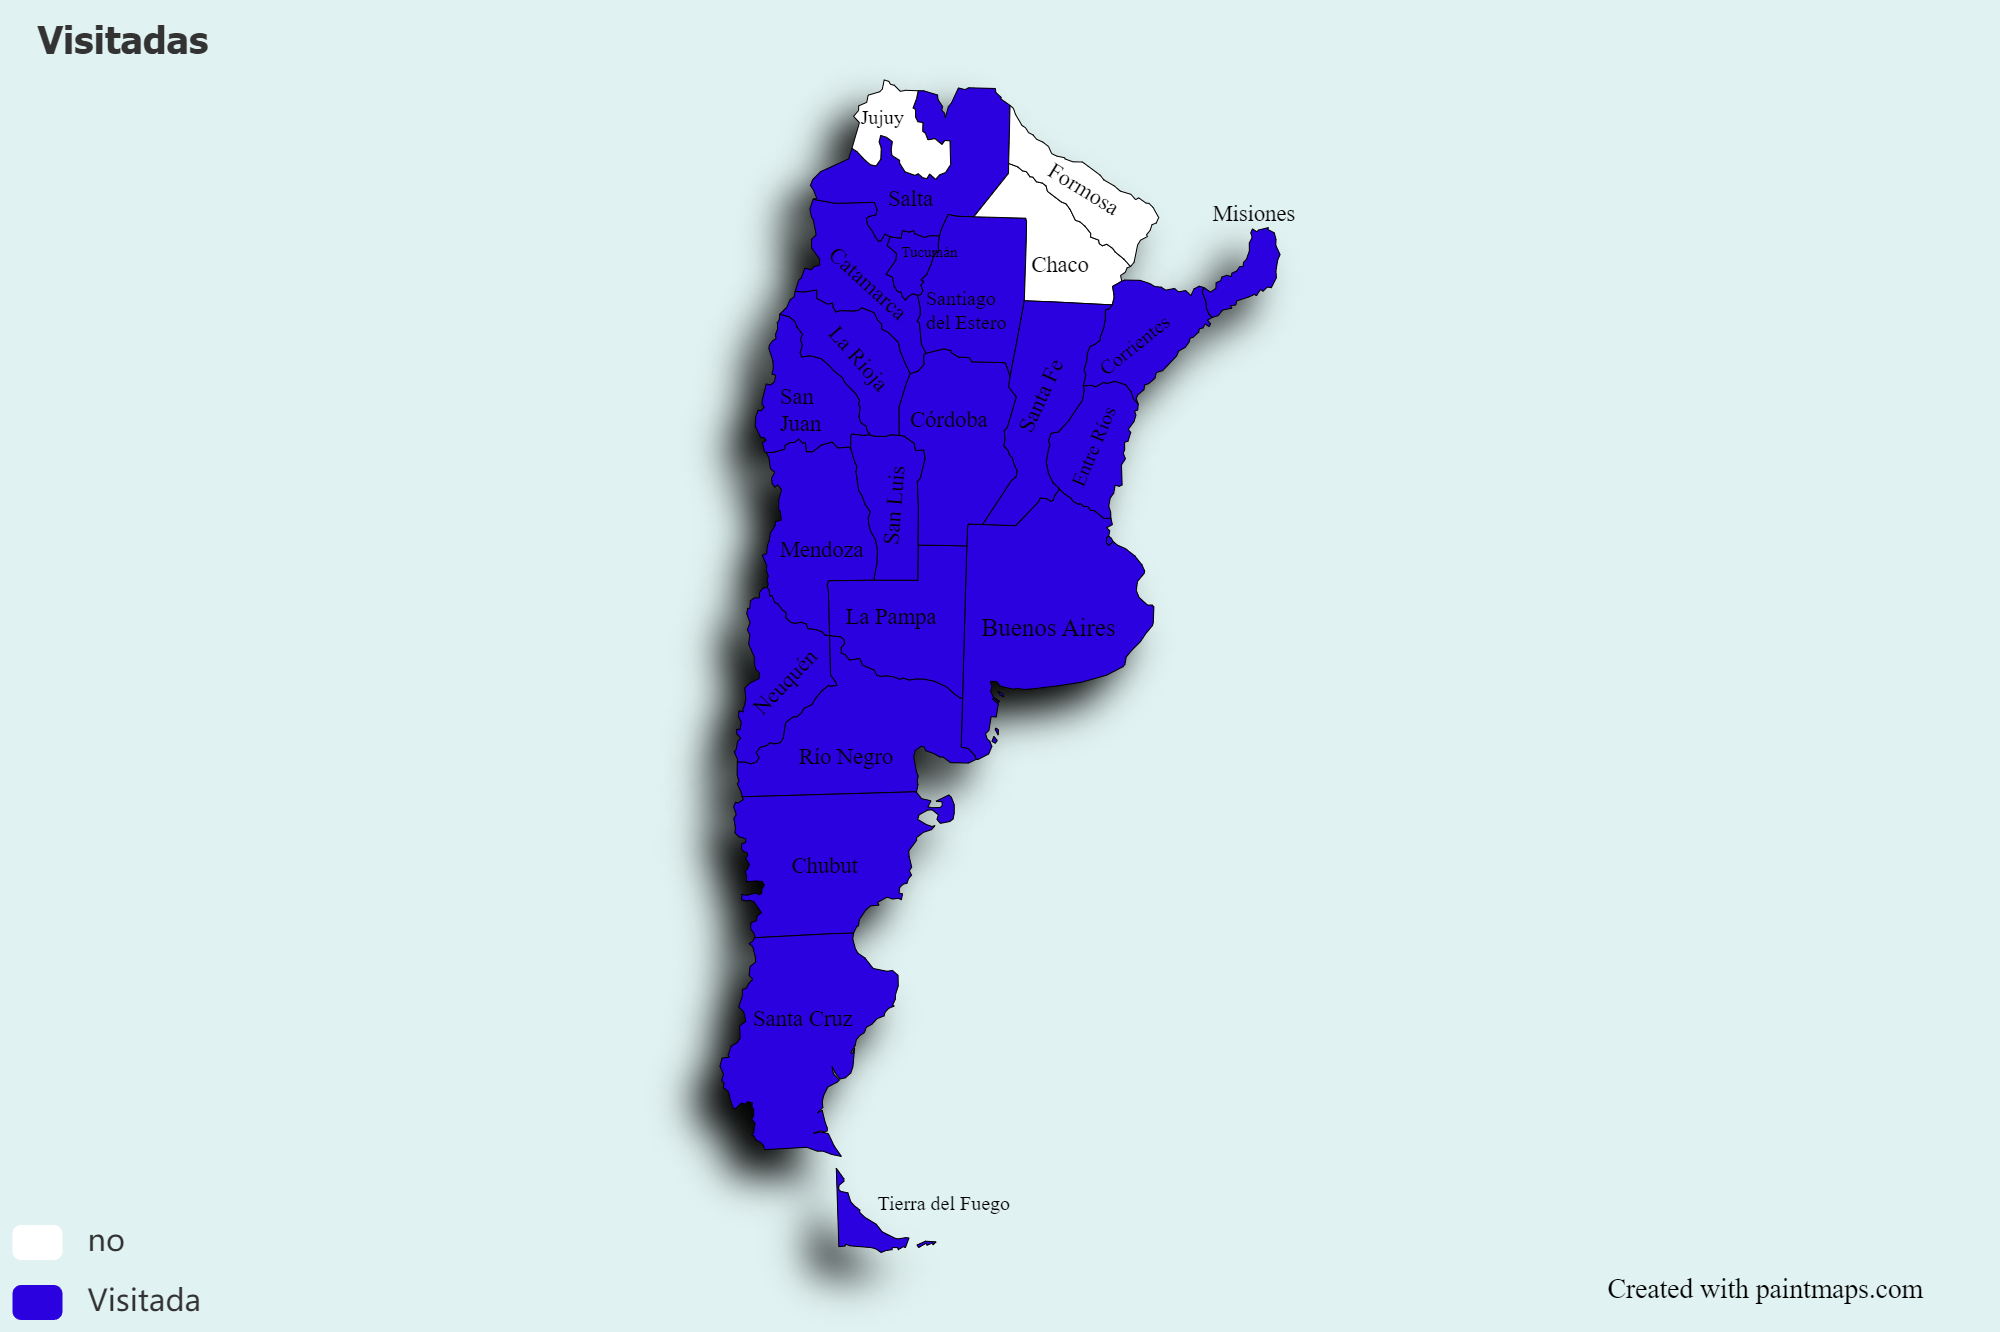 Visitadas
Jujuy
Formosa
Salta
Misiones
Tucumán
Chaco
Catamarca
Santiago
del Estero
Corrientes
La Rioja
Santa Fe
San
Juan
Córdoba
Entre Ríos
San Luis
Mendoza
La Pampa
Buenos Aires
Neuquén
Río Negro
Chubut
Santa Cruz
Tierra del Fuego
no
Visitada
Created with paintmaps.com